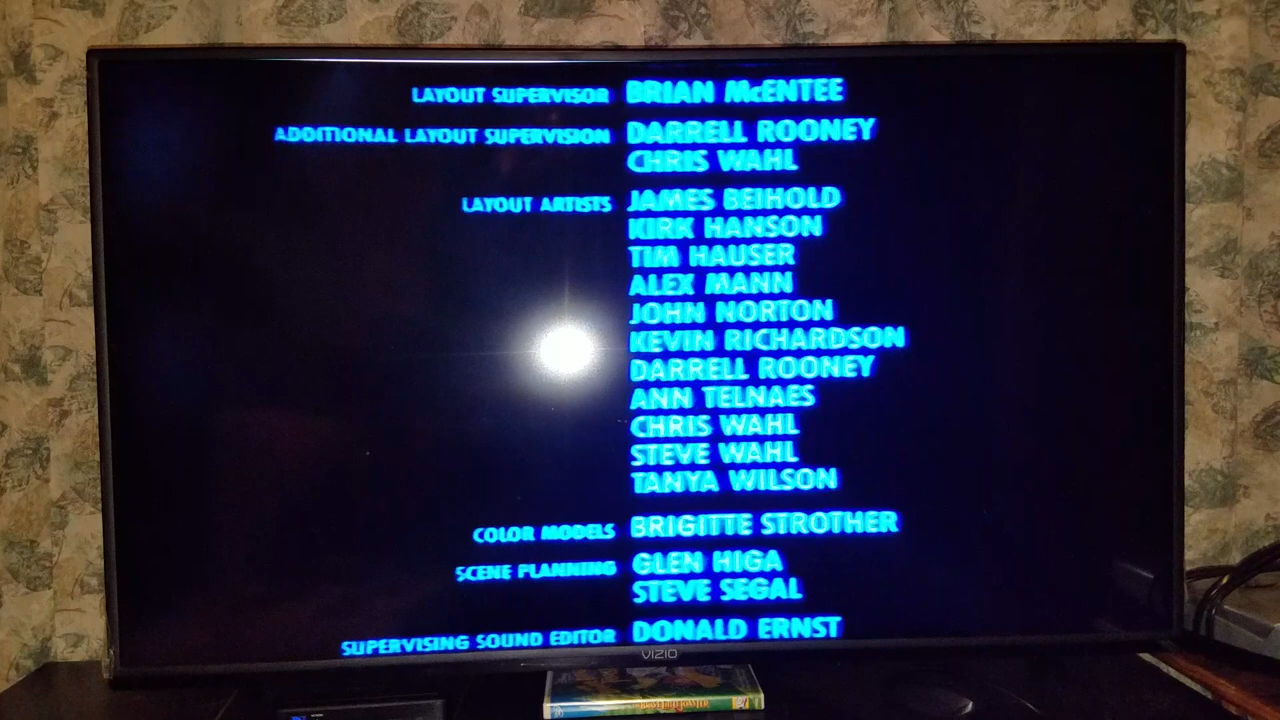 LAYOUT SUPERVISOR BRIAN McENTEE
ADDITIONAL LAYOUT SUPERVISION DARRELL ROONEY
CHRIS WAHL
LAYOUT ARTISTS JAMES BEIHOLD
KIRK HANSON
TIM HAUSER
ALEX MANN
JOHN NORTON
KEVIN RICHARDSON
DARRELL ROONEY
ANN TELNAES
CHRIS WAHL
STEVE WAHL
TANYA WILSON
COLOR MODELS BRIGITTE STROTHER
SCENE PLANNING GLEN HIGA
STEVE SEGAL
SUPERVISING SOUND EDITOR DONALD ERNST
VIZIO